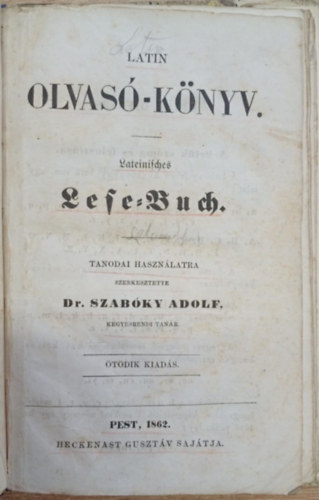 LATIN
OLVASÓ-KÖNYV.
Lateinisches
Lese-Buch.
TANODAI HASZNÁLATRA
SZERKESZTETTE
Dr. SZABÓKY ADOLF,
KEGYESRENDI TANÁR.
ÖTÖDIK KIADÁS.
PEST, 1862.
HECKENAST GUSZTÁV SAJÁTJA.